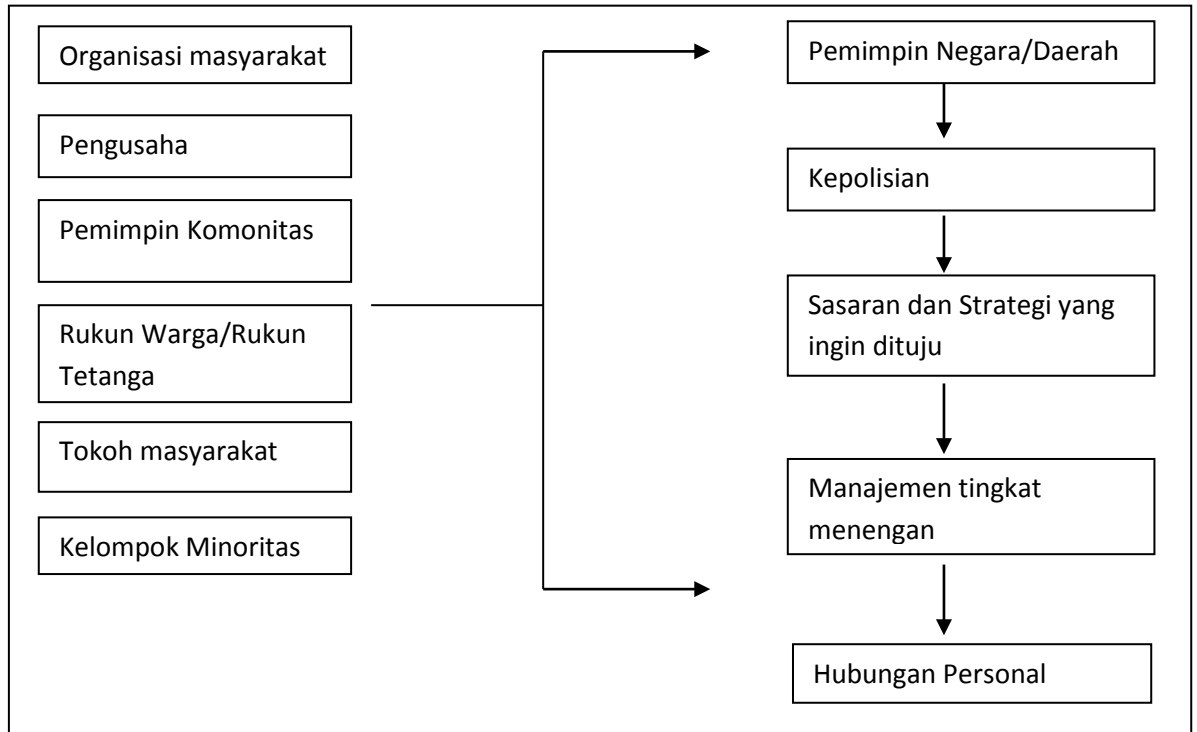 Organisasi masyarakat
Pengusaha
Pemimpin Komonitas
Rukun Warga/Rukun
Tetanga
Tokoh masyarakat
Kelompok Minoritas
Pemimpin Negara/Daerah
Kepolisian
Sasaran dan Strategi yang
ingin dituju
Manajemen tingkat
menengan
Hubungan Personal